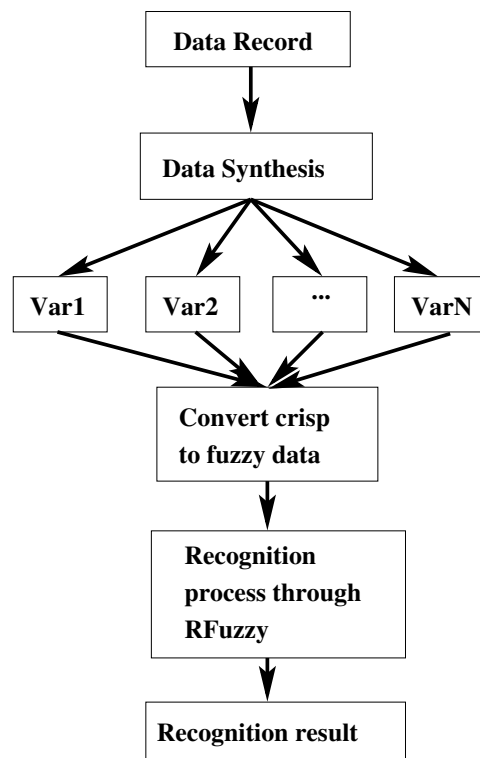 Data Record
Data Synthesis
Var1
Var2
...
VarN
Convert crisp
to fuzzy data
Recognition
process through
RFuzzy
Recognition result